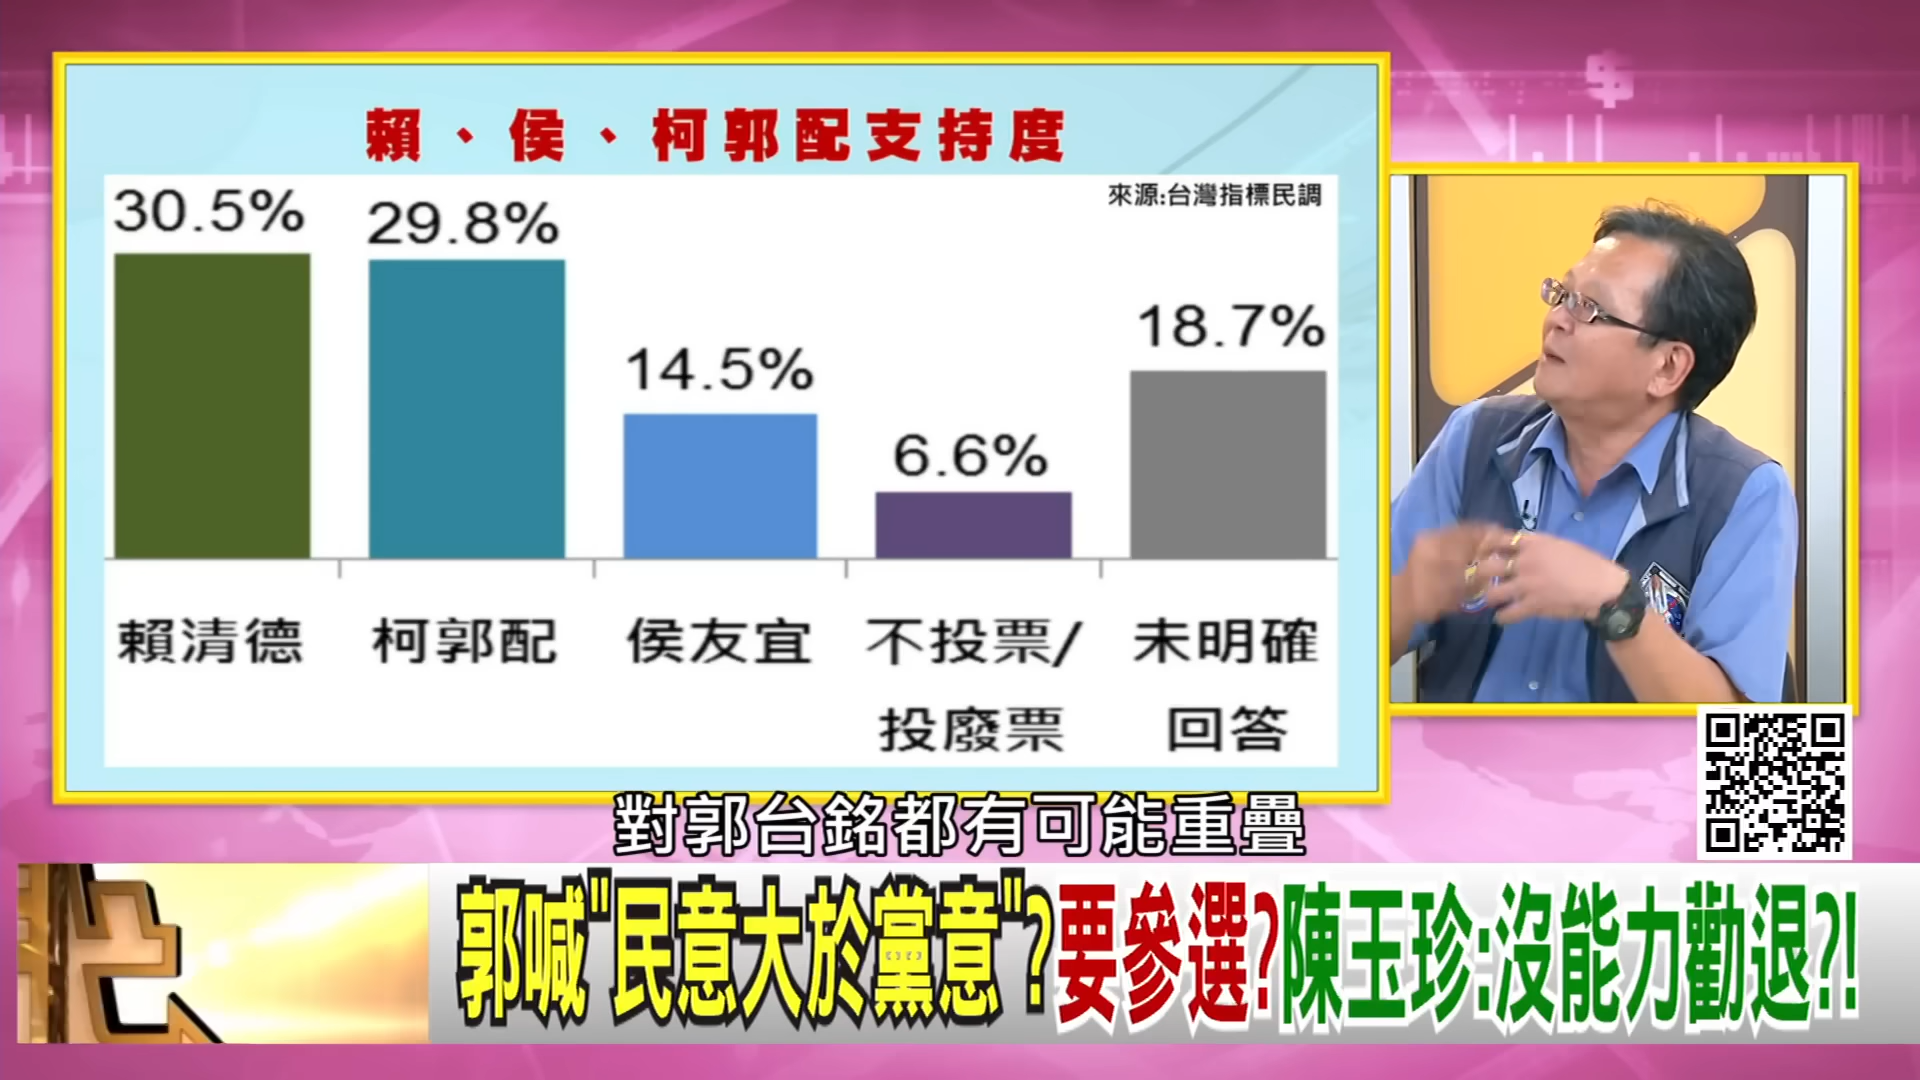 賴、侯、柯郭配支持度
來源:台灣指標民調
30.5%
29.8%
14.5%
6.6%
18.7%
賴清德
柯郭配
侯友宜
不投票/
投廢票
未明確
回答
對郭台銘都有可能重疊
郭喊"民意大於黨意"?要參選?陳玉珍:沒能力勸退?!